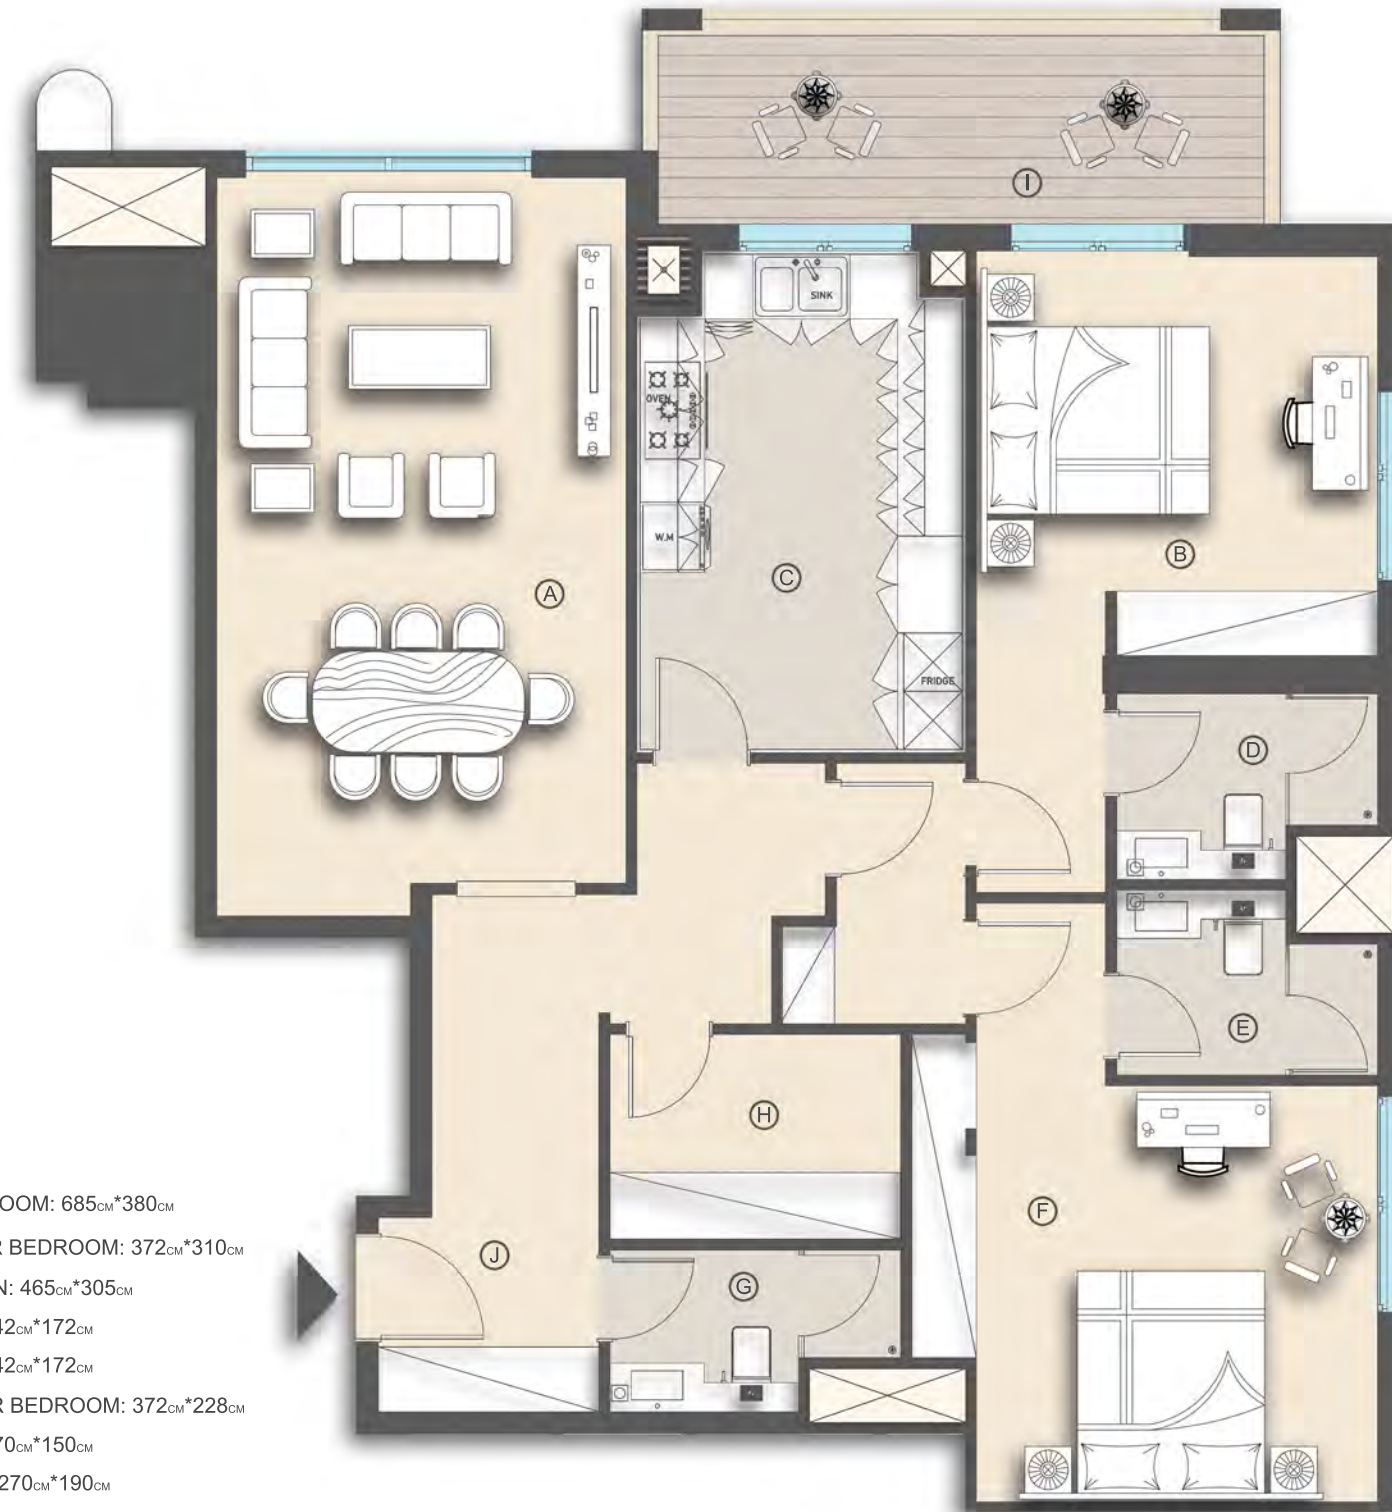 I
SINK
OVEN
W.M
C
B
A
FRIDGE
D
E
H
F
J
G
OOM: 685CM*380CM
R BEDROOM: 372CM*310CM
N: 465CM*305CM
42CM*172CM
42CM*172CM
R BEDROOM: 372CM*228CM
70CM*150CM
270CM*190CM